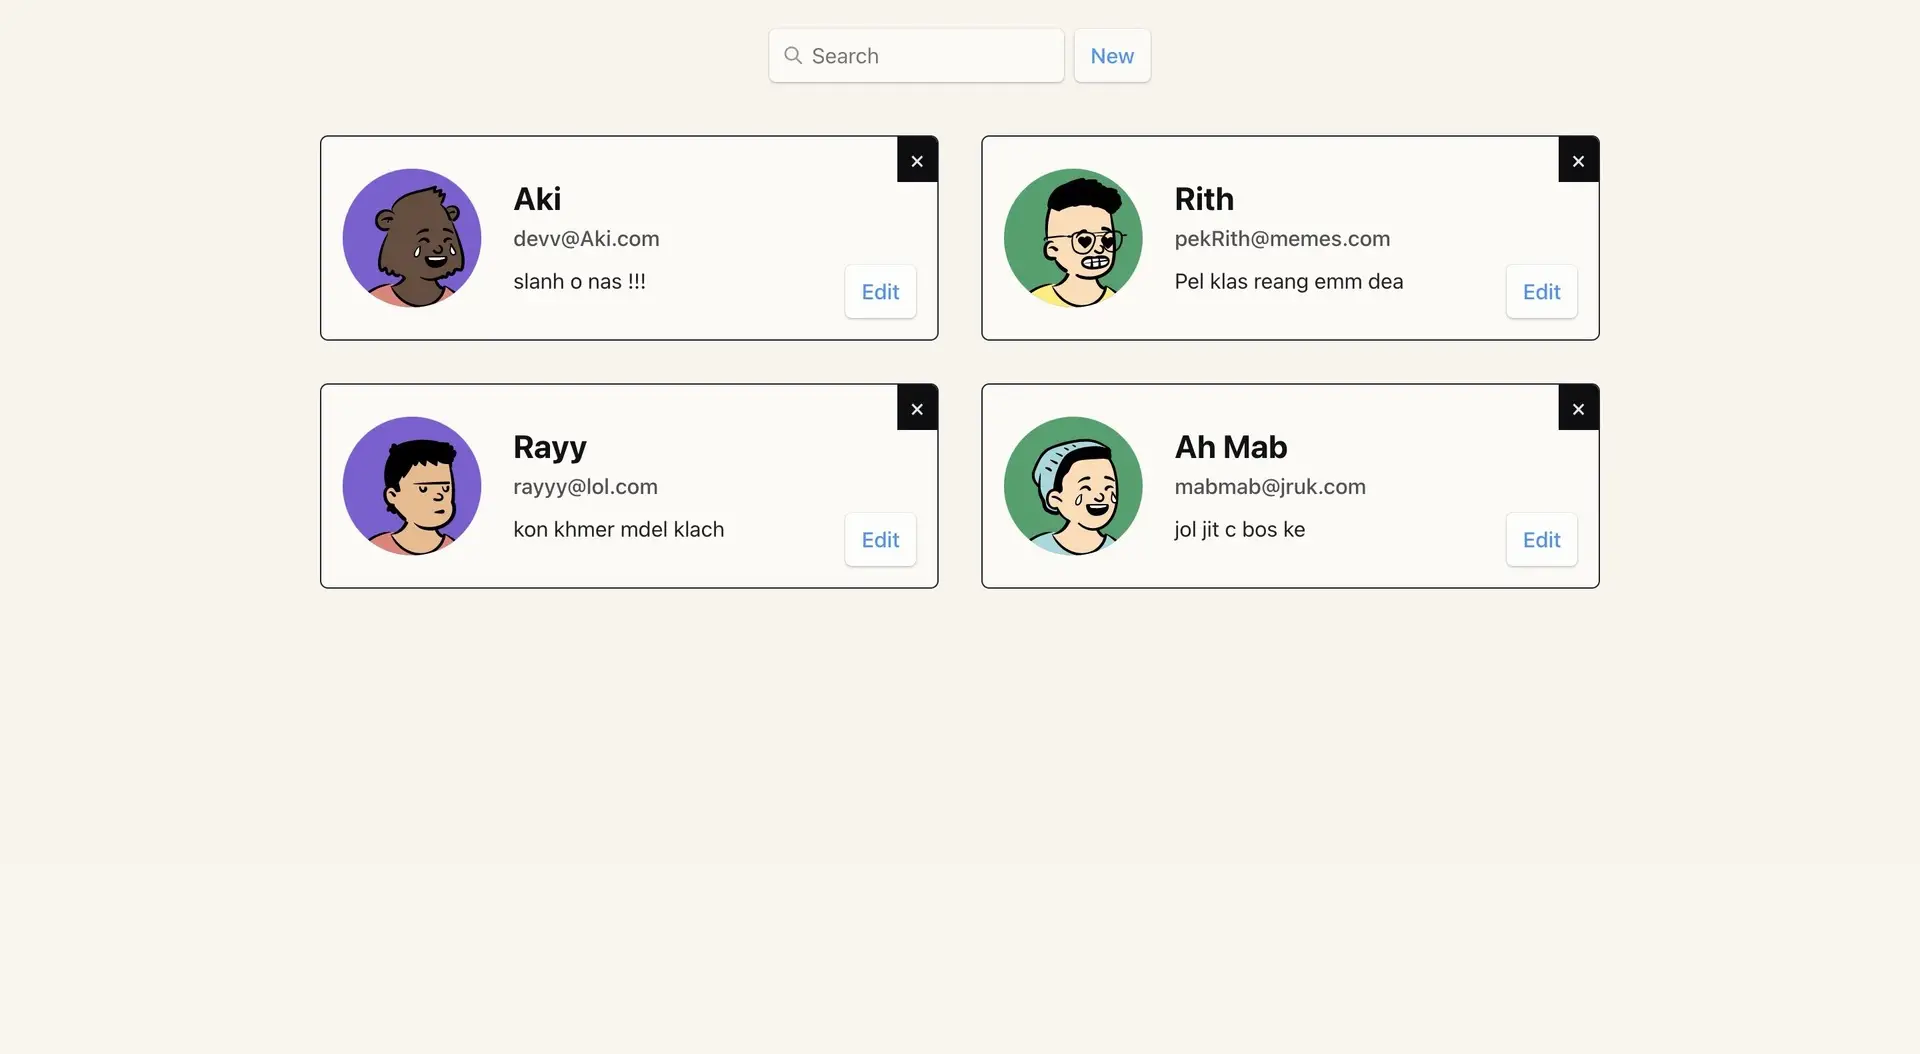 Search
New
×
Aki
devv@Aki.com
slanh o nas !!!
Edit
×
Rith
pekRith@memes.com
Pel klas reang emm dea
Edit
×
Rayy
rayyy@lol.com
kon khmer mdel klach
Edit
×
Ah Mab
mabmab@jruk.com
jol jit c bos ke
Edit